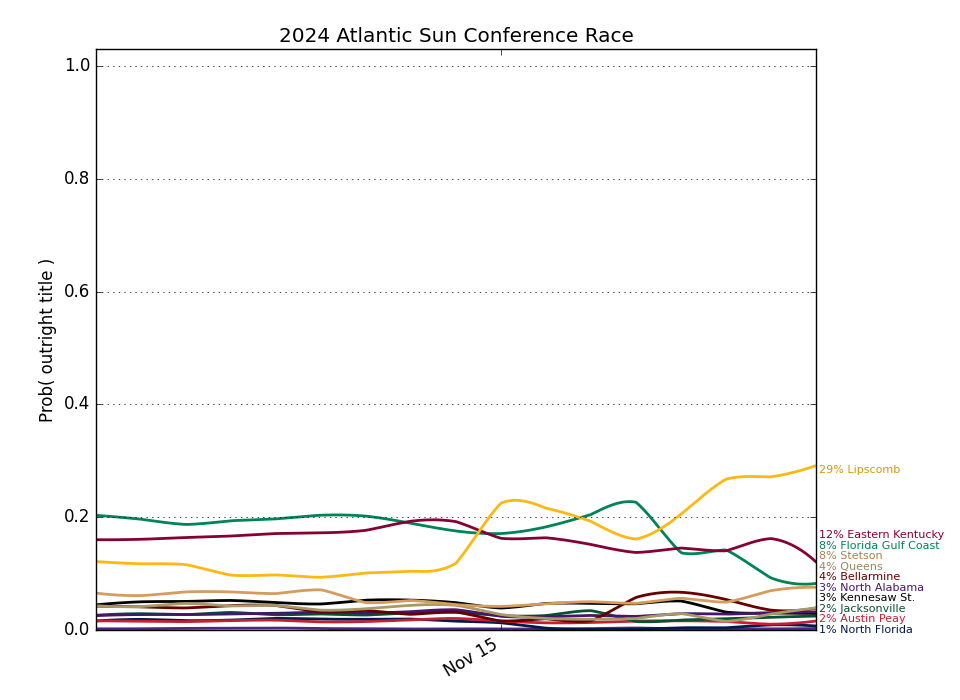 2024 Atlantic Sun Conference Race
1.0
0.8
0.6
0.4
0.2
0.0
Prob( outright title )
Nov 15
29% Lipscomb
12% Eastern Kentucky
8% Florida Gulf Coast
8% Stetson
4% Queens
4% Bellarmine
3% North Alabama
3% Kennesaw St.
2% Jacksonville
2% Austin Peay
1% North Florida